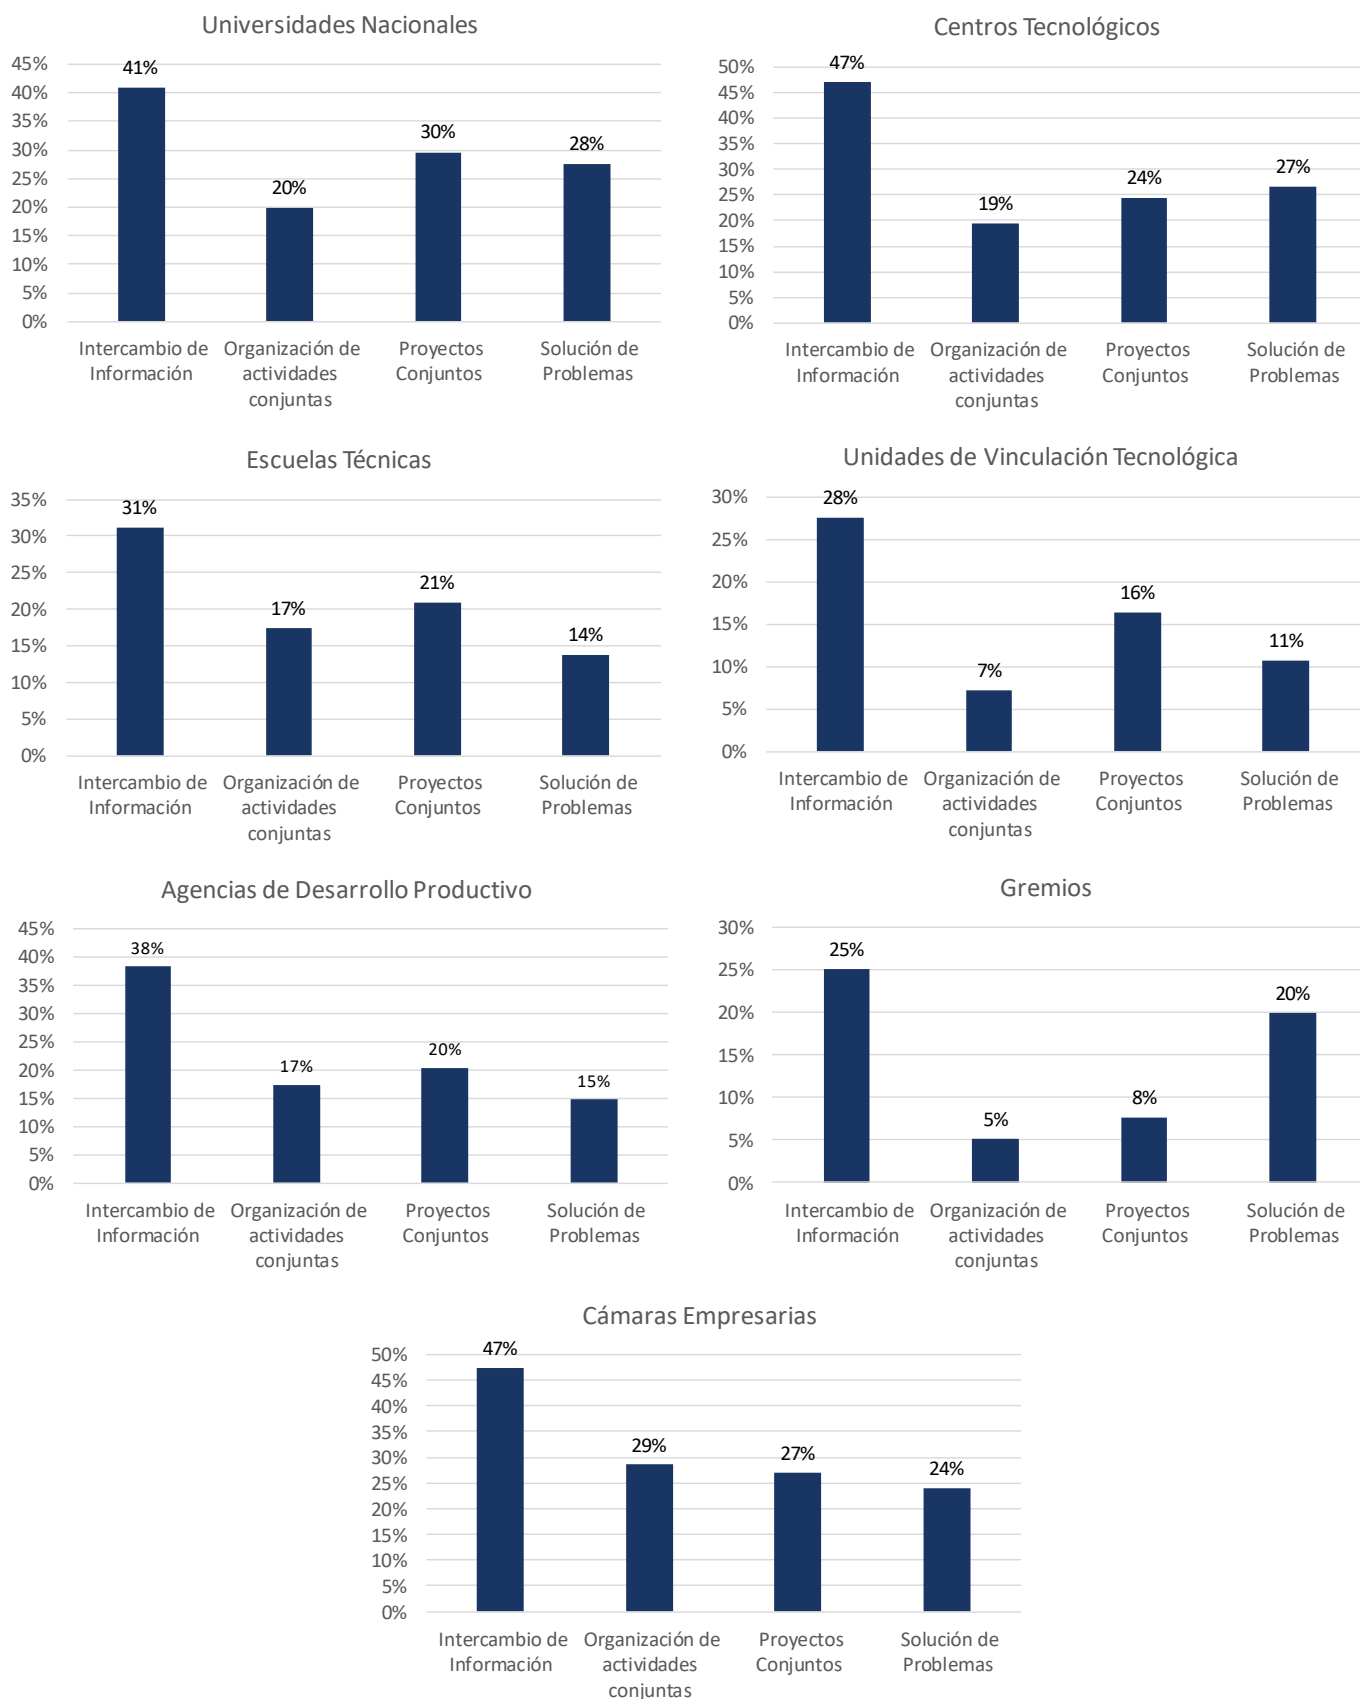 Universidades Nacionales
45%
40%
35%
30%
25%
20%
15%
10%
5%
0%
41%
20%
30%
28%
Intercambio de
Información
Organización de
actividades
conjuntas
Proyectos
Conjuntos
Solución de
Problemas
Centros Tecnológicos
50%
45%
40%
35%
30%
25%
20%
15%
10%
5%
0%
47%
19%
24%
27%
Intercambio de
Información
Organización de
actividades
conjuntas
Proyectos
Conjuntos
Solución de
Problemas
Escuelas Técnicas
35%
30%
25%
20%
15%
10%
5%
0%
31%
17%
21%
14%
Intercambio de
Información
Organización de
actividades
conjuntas
Proyectos
Conjuntos
Solución de
Problemas
Unidades de Vinculación Tecnológica
30%
25%
20%
15%
10%
5%
0%
28%
7%
16%
11%
Intercambio de
Información
Organización de
actividades
conjuntas
Proyectos
Conjuntos
Solución de
Problemas
Agencias de Desarrollo Productivo
45%
40%
35%
30%
25%
20%
15%
10%
5%
0%
38%
17%
20%
15%
Intercambio de
Información
Organización de
actividades
conjuntas
Proyectos
Conjuntos
Solución de
Problemas
Gremios
30%
25%
20%
15%
10%
5%
0%
25%
5%
8%
20%
Intercambio de
Información
Organización de
actividades
conjuntas
Proyectos
Conjuntos
Solución de
Problemas
Cámaras Empresarias
50%
45%
40%
35%
30%
25%
20%
15%
10%
5%
0%
47%
29%
27%
24%
Intercambio de
Información
Organización de
actividades
conjuntas
Proyectos
Conjuntos
Solución de
Problemas